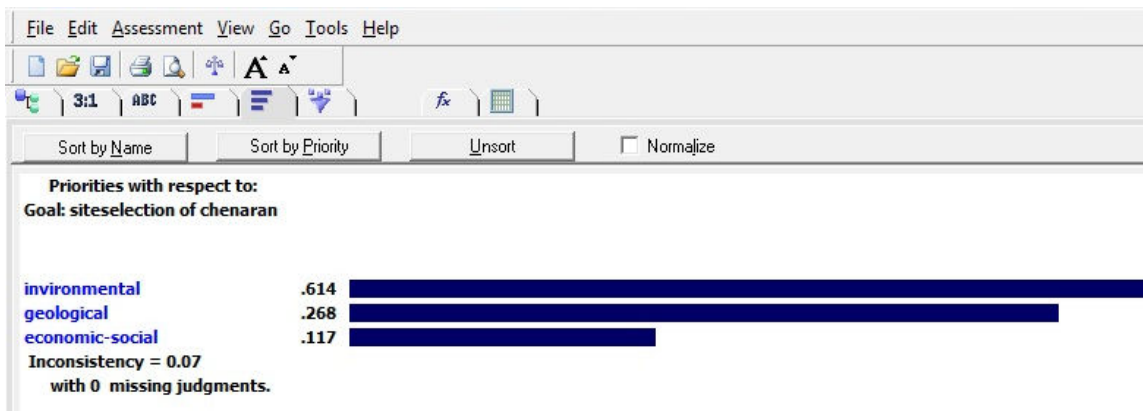 File Edit Assessment View Go Tools Help
A A
3:1 ABC fx
Sort by Name Sort by Priority Unsort Normalize
Priorities with respect to:
Goal: siteselection of chenaran
invironmental .614
geological .268
economic-social .117
Inconsistency = 0.07
with 0 missing judgments.